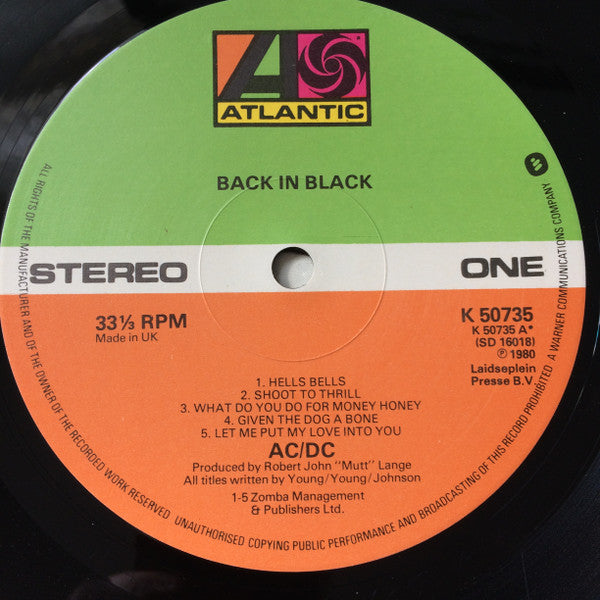 ATLANTIC
BACK IN BLACK
STEREO
ONE
33⅓ RPM
Made in UK
K 50735
K 50735 A*
(SD 16018)
℗ 1980
Laidseplein
Presse B.V.
1. HELLS BELLS
2. SHOOT TO THRILL
3. WHAT DO YOU DO FOR MONEY HONEY
4. GIVEN THE DOG A BONE
5. LET ME PUT MY LOVE INTO YOU
AC/DC
Produced by Robert John "Mutt" Lange
All titles written by Young/Young/Johnson
1-5 Zomba Management
& Publishers Ltd.
ALL RIGHTS OF THE MANUFACTURER AND OF THE OWNER OF THE RECORDED WORK RESERVED UNAUTHORISED COPYING PUBLIC PERFORMANCE AND BROADCASTING OF THIS RECORD PROHIBITED A WARNER COMMUNICATIONS COMPANY